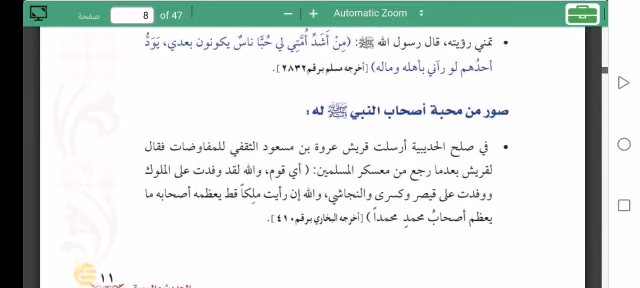 صفحة 8 of 47 − + Automatic Zoom
• تمني رؤيته، قال رسول الله ﷺ: (مِنْ أَشَدِّ أُمَّتِي لي حُبًّا ناسٌ يكونون بعدي، يَوَدُّ
أحدُهم لو رآني بأهله وماله) [أخرجه مسلم برقم ٢٨٣٢].
صور من محبة أصحاب النبي ﷺ له :
• في صلح الحديبية أرسلت قريش عروة بن مسعود الثقفي للمفاوضات فقال
لقريش بعدما رجع من معسكر المسلمين: ( أي قوم، والله لقد وفدت على الملوك
ووفدت على قيصر وكسرى والنجاشي، والله إن رأيت ملِكاً قط يعظمه أصحابه ما
يعظم أصحابُ محمدٍ محمداً ) [أخرجه البخاري برقم ٤١٠].
١١